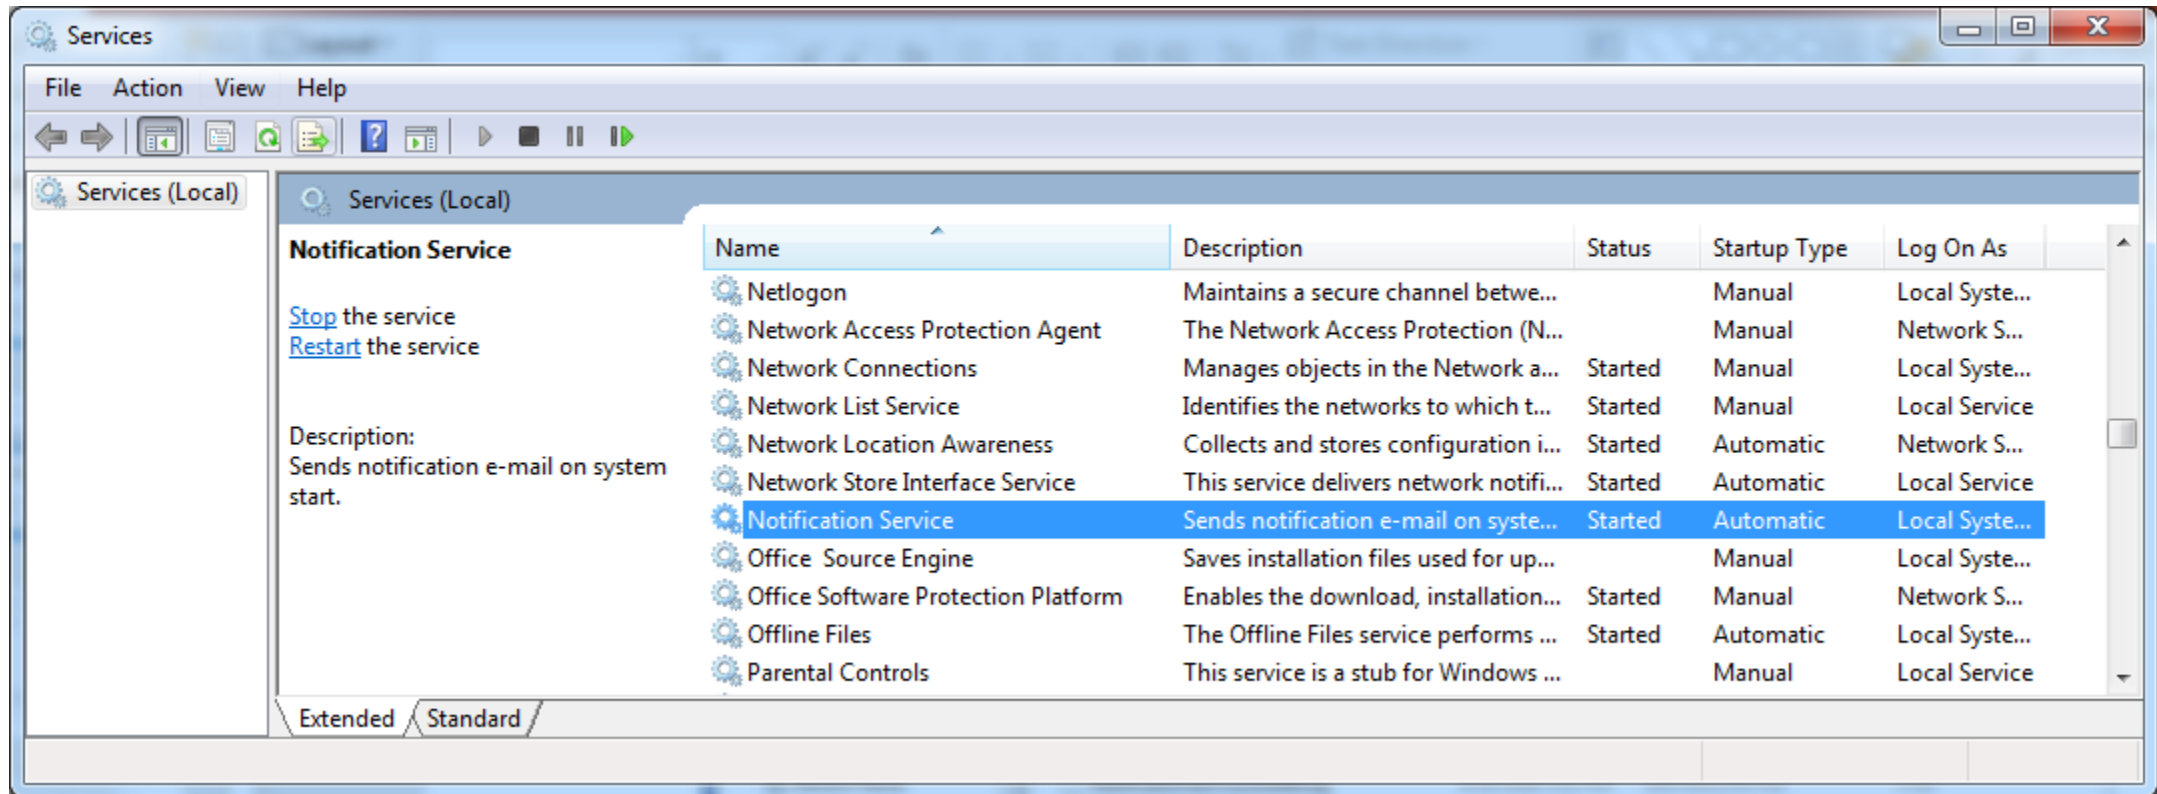 Services
File Action View Help
Services (Local)
Services (Local)
Notification Service
Stop the service
Restart the service
Description:
Sends notification e-mail on system
start.
Name Description Status Startup Type Log On As
Netlogon Maintains a secure channel betwe... Manual Local Syste...
Network Access Protection Agent The Network Access Protection (N... Manual Network S...
Network Connections Manages objects in the Network a... Started Manual Local Syste...
Network List Service Identifies the networks to which t... Started Manual Local Service
Network Location Awareness Collects and stores configuration i... Started Automatic Network S...
Network Store Interface Service This service delivers network notifi... Started Automatic Local Service
Notification Service Sends notification e-mail on syste... Started Automatic Local Syste...
Office  Source Engine Saves installation files used for up... Manual Local Syste...
Office Software Protection Platform Enables the download, installation... Started Manual Network S...
Offline Files The Offline Files service performs ... Started Automatic Local Syste...
Parental Controls This service is a stub for Windows ... Manual Local Service
Extended Standard